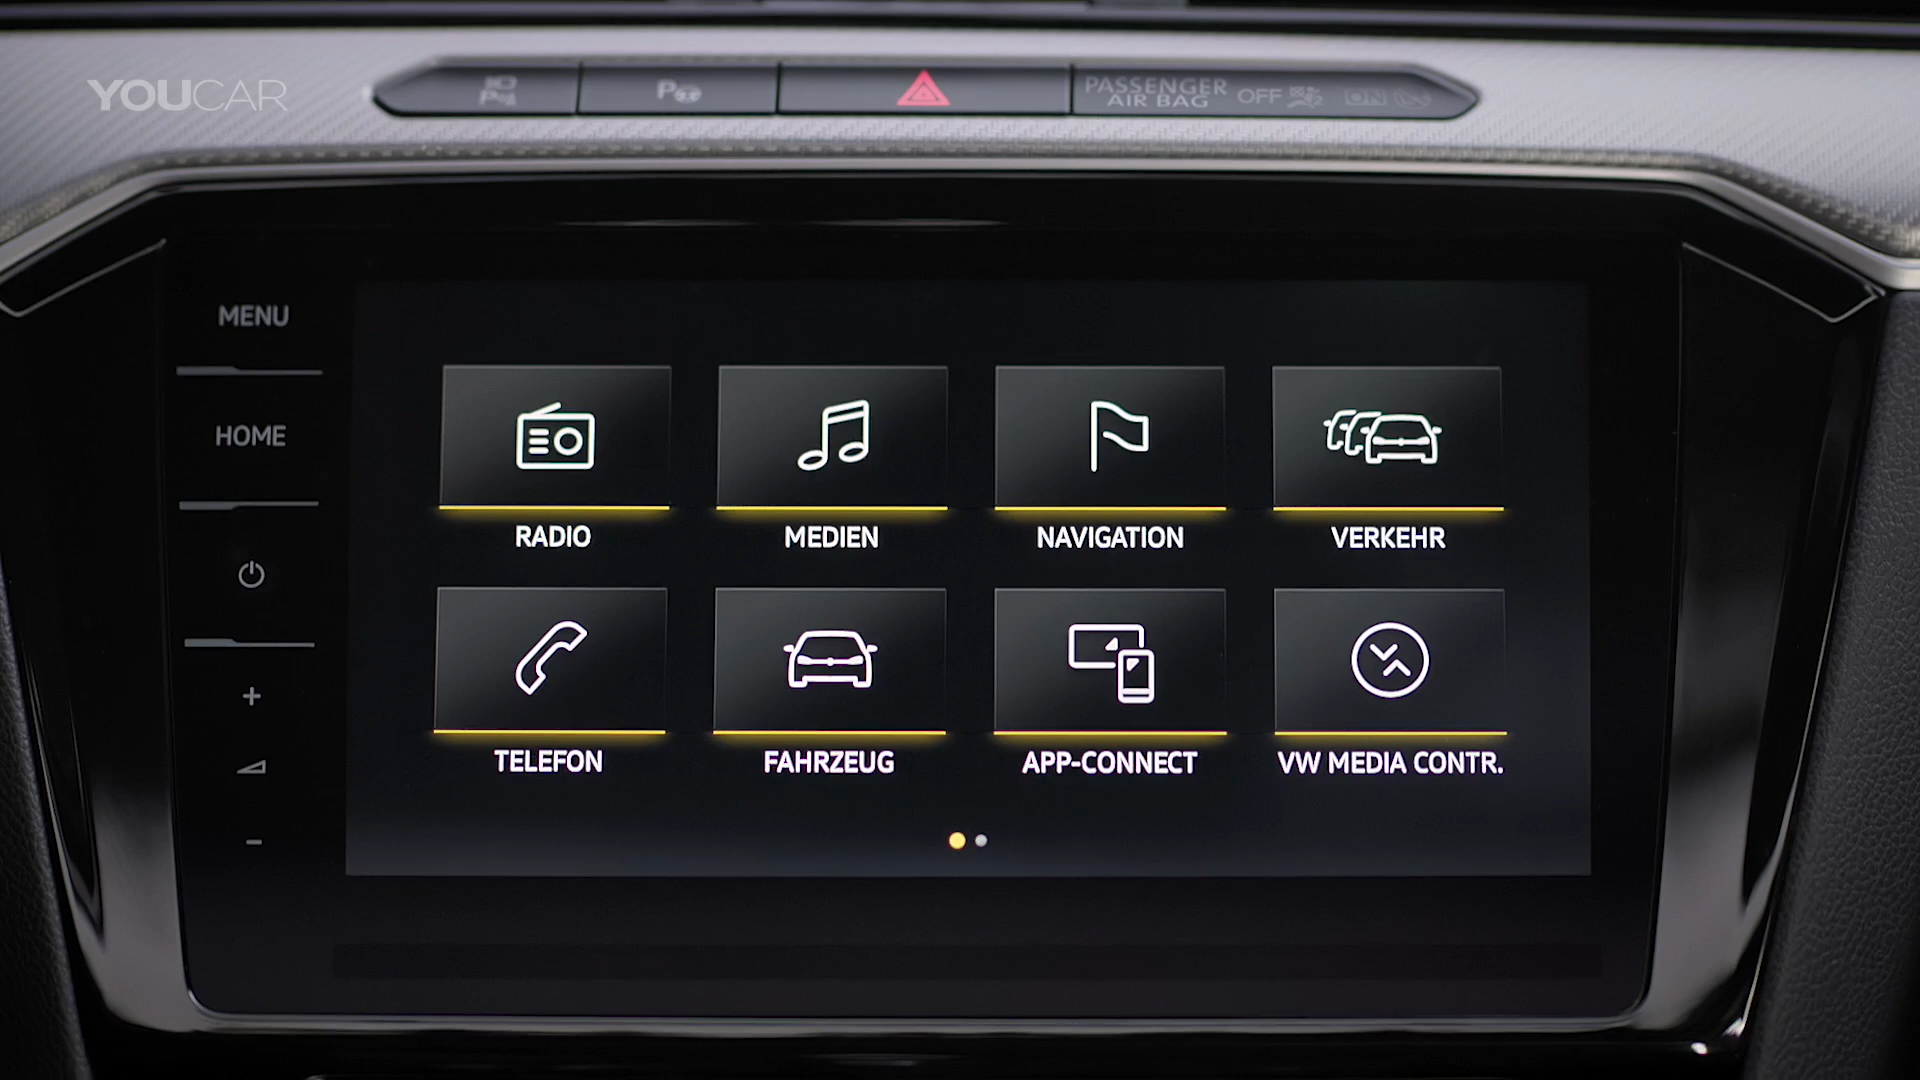 YOUCAR
P
P
PASSENGER
AIR BAG OFF ON
MENU
HOME
RADIO
MEDIEN
NAVIGATION
VERKEHR
TELEFON
FAHRZEUG
APP-CONNECT
VW MEDIA CONTR.
+
-